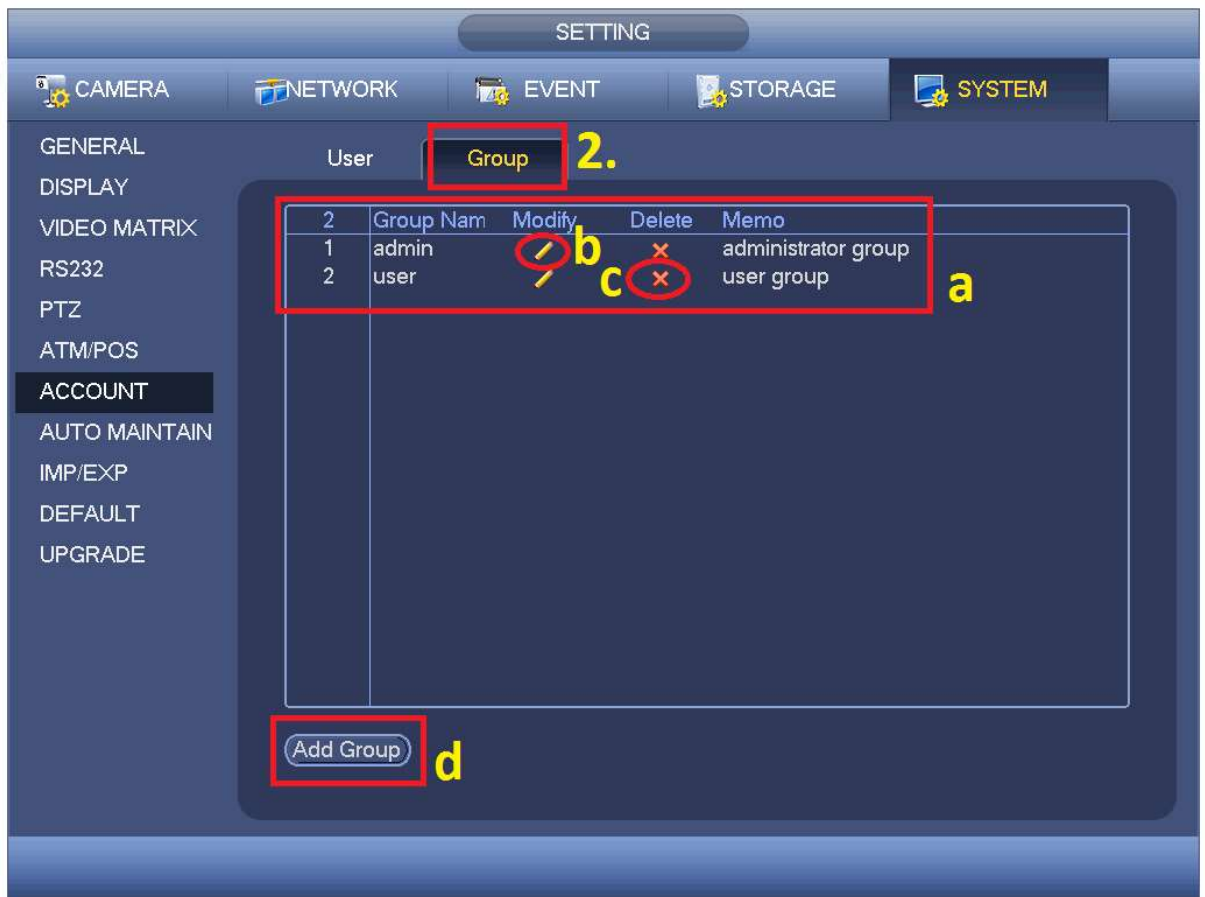 SETTING
CAMERA NETWORK EVENT STORAGE SYSTEM
GENERAL
DISPLAY
VIDEO MATRIX
RS232
PTZ
ATM/POS
ACCOUNT
AUTO MAINTAIN
IMP/EXP
DEFAULT
UPGRADE
User Group 2.
2 Group Nam Modify Delete Memo
1 admin b administrator group
2 user c user group
a
Add Group d